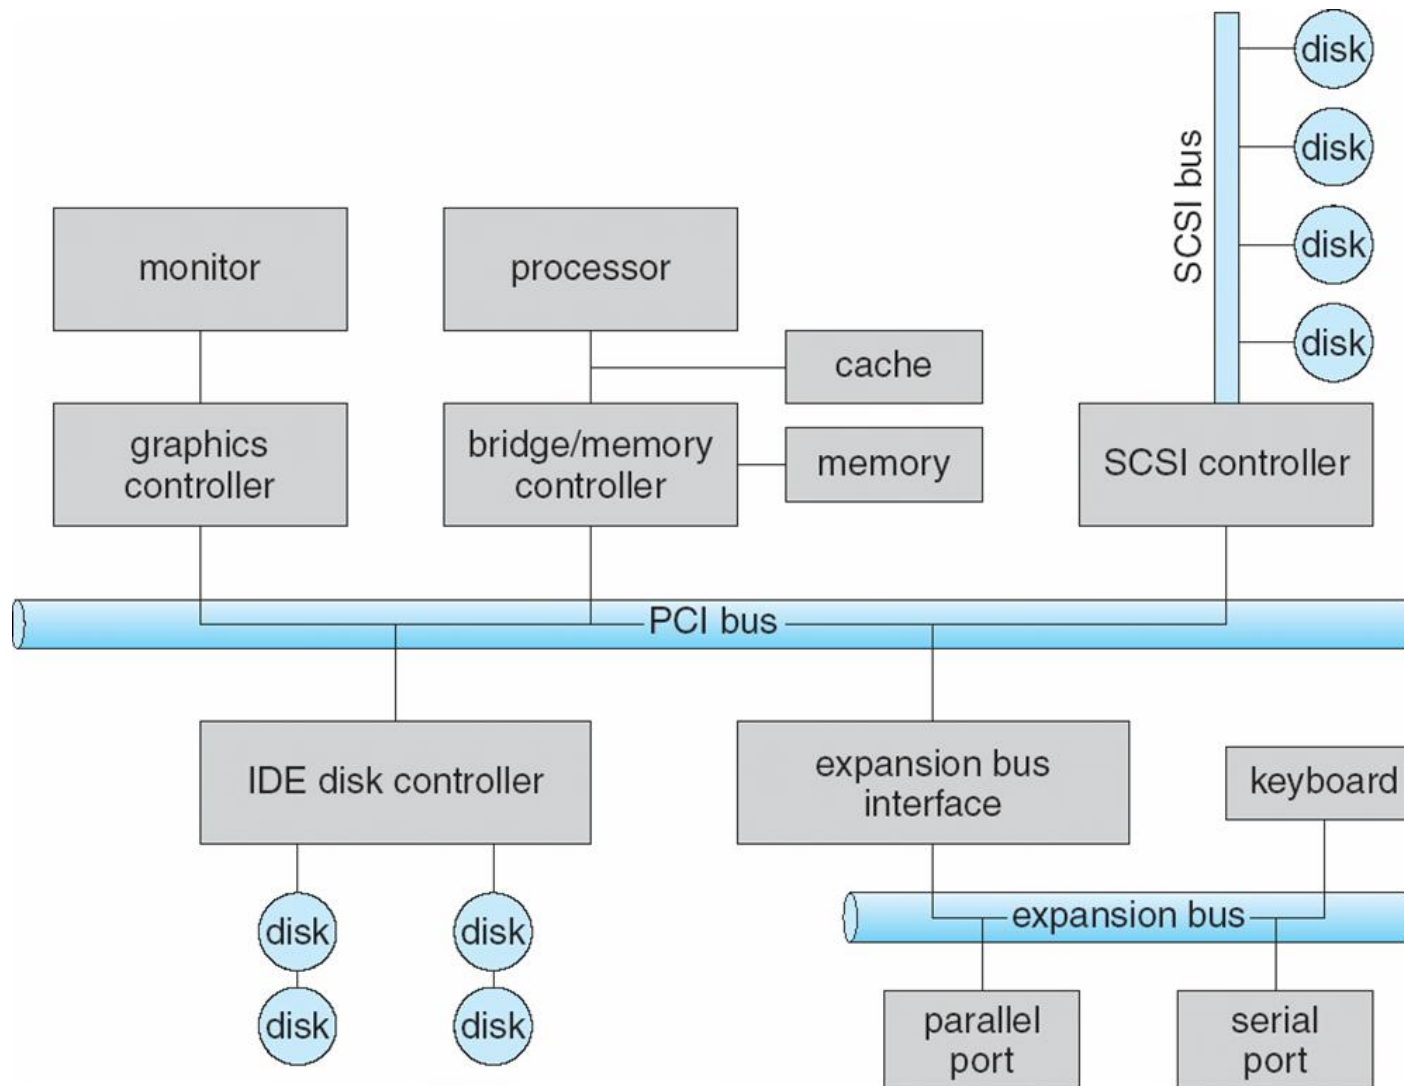 disk
disk
SCSI bus
disk
disk
monitor
processor
cache
graphics
controller
bridge/memory
controller
memory
SCSI controller
PCI bus
IDE disk controller
expansion bus
interface
keyboard
disk
disk
expansion bus
disk
disk
parallel
port
serial
port